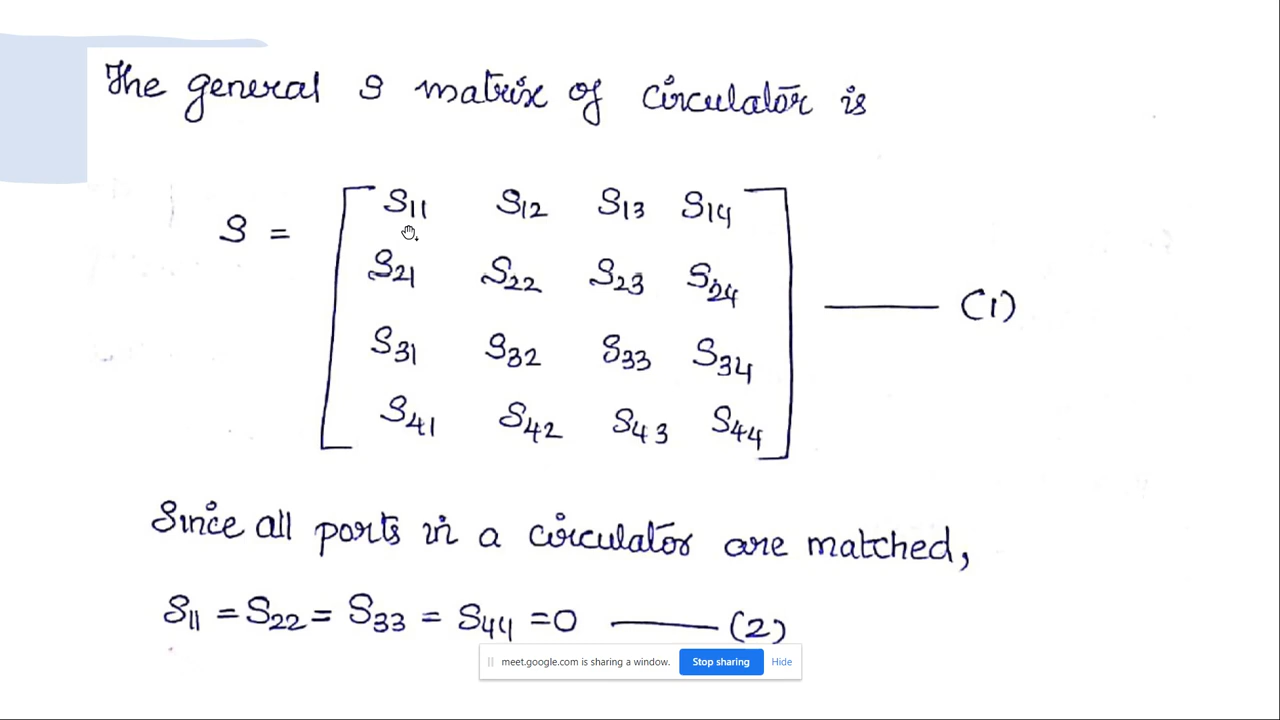 The general S matrix of circulator is
S11 S12 S13 S14
S = S21 S22 S23 S24 (1)
S31 S32 S33 S34
S41 S42 S43 S44
Since all ports in a circulator are matched,
S11 = S22 = S33 = S44 = 0 (2)
meet.google.com is sharing a window. Stop sharing Hide